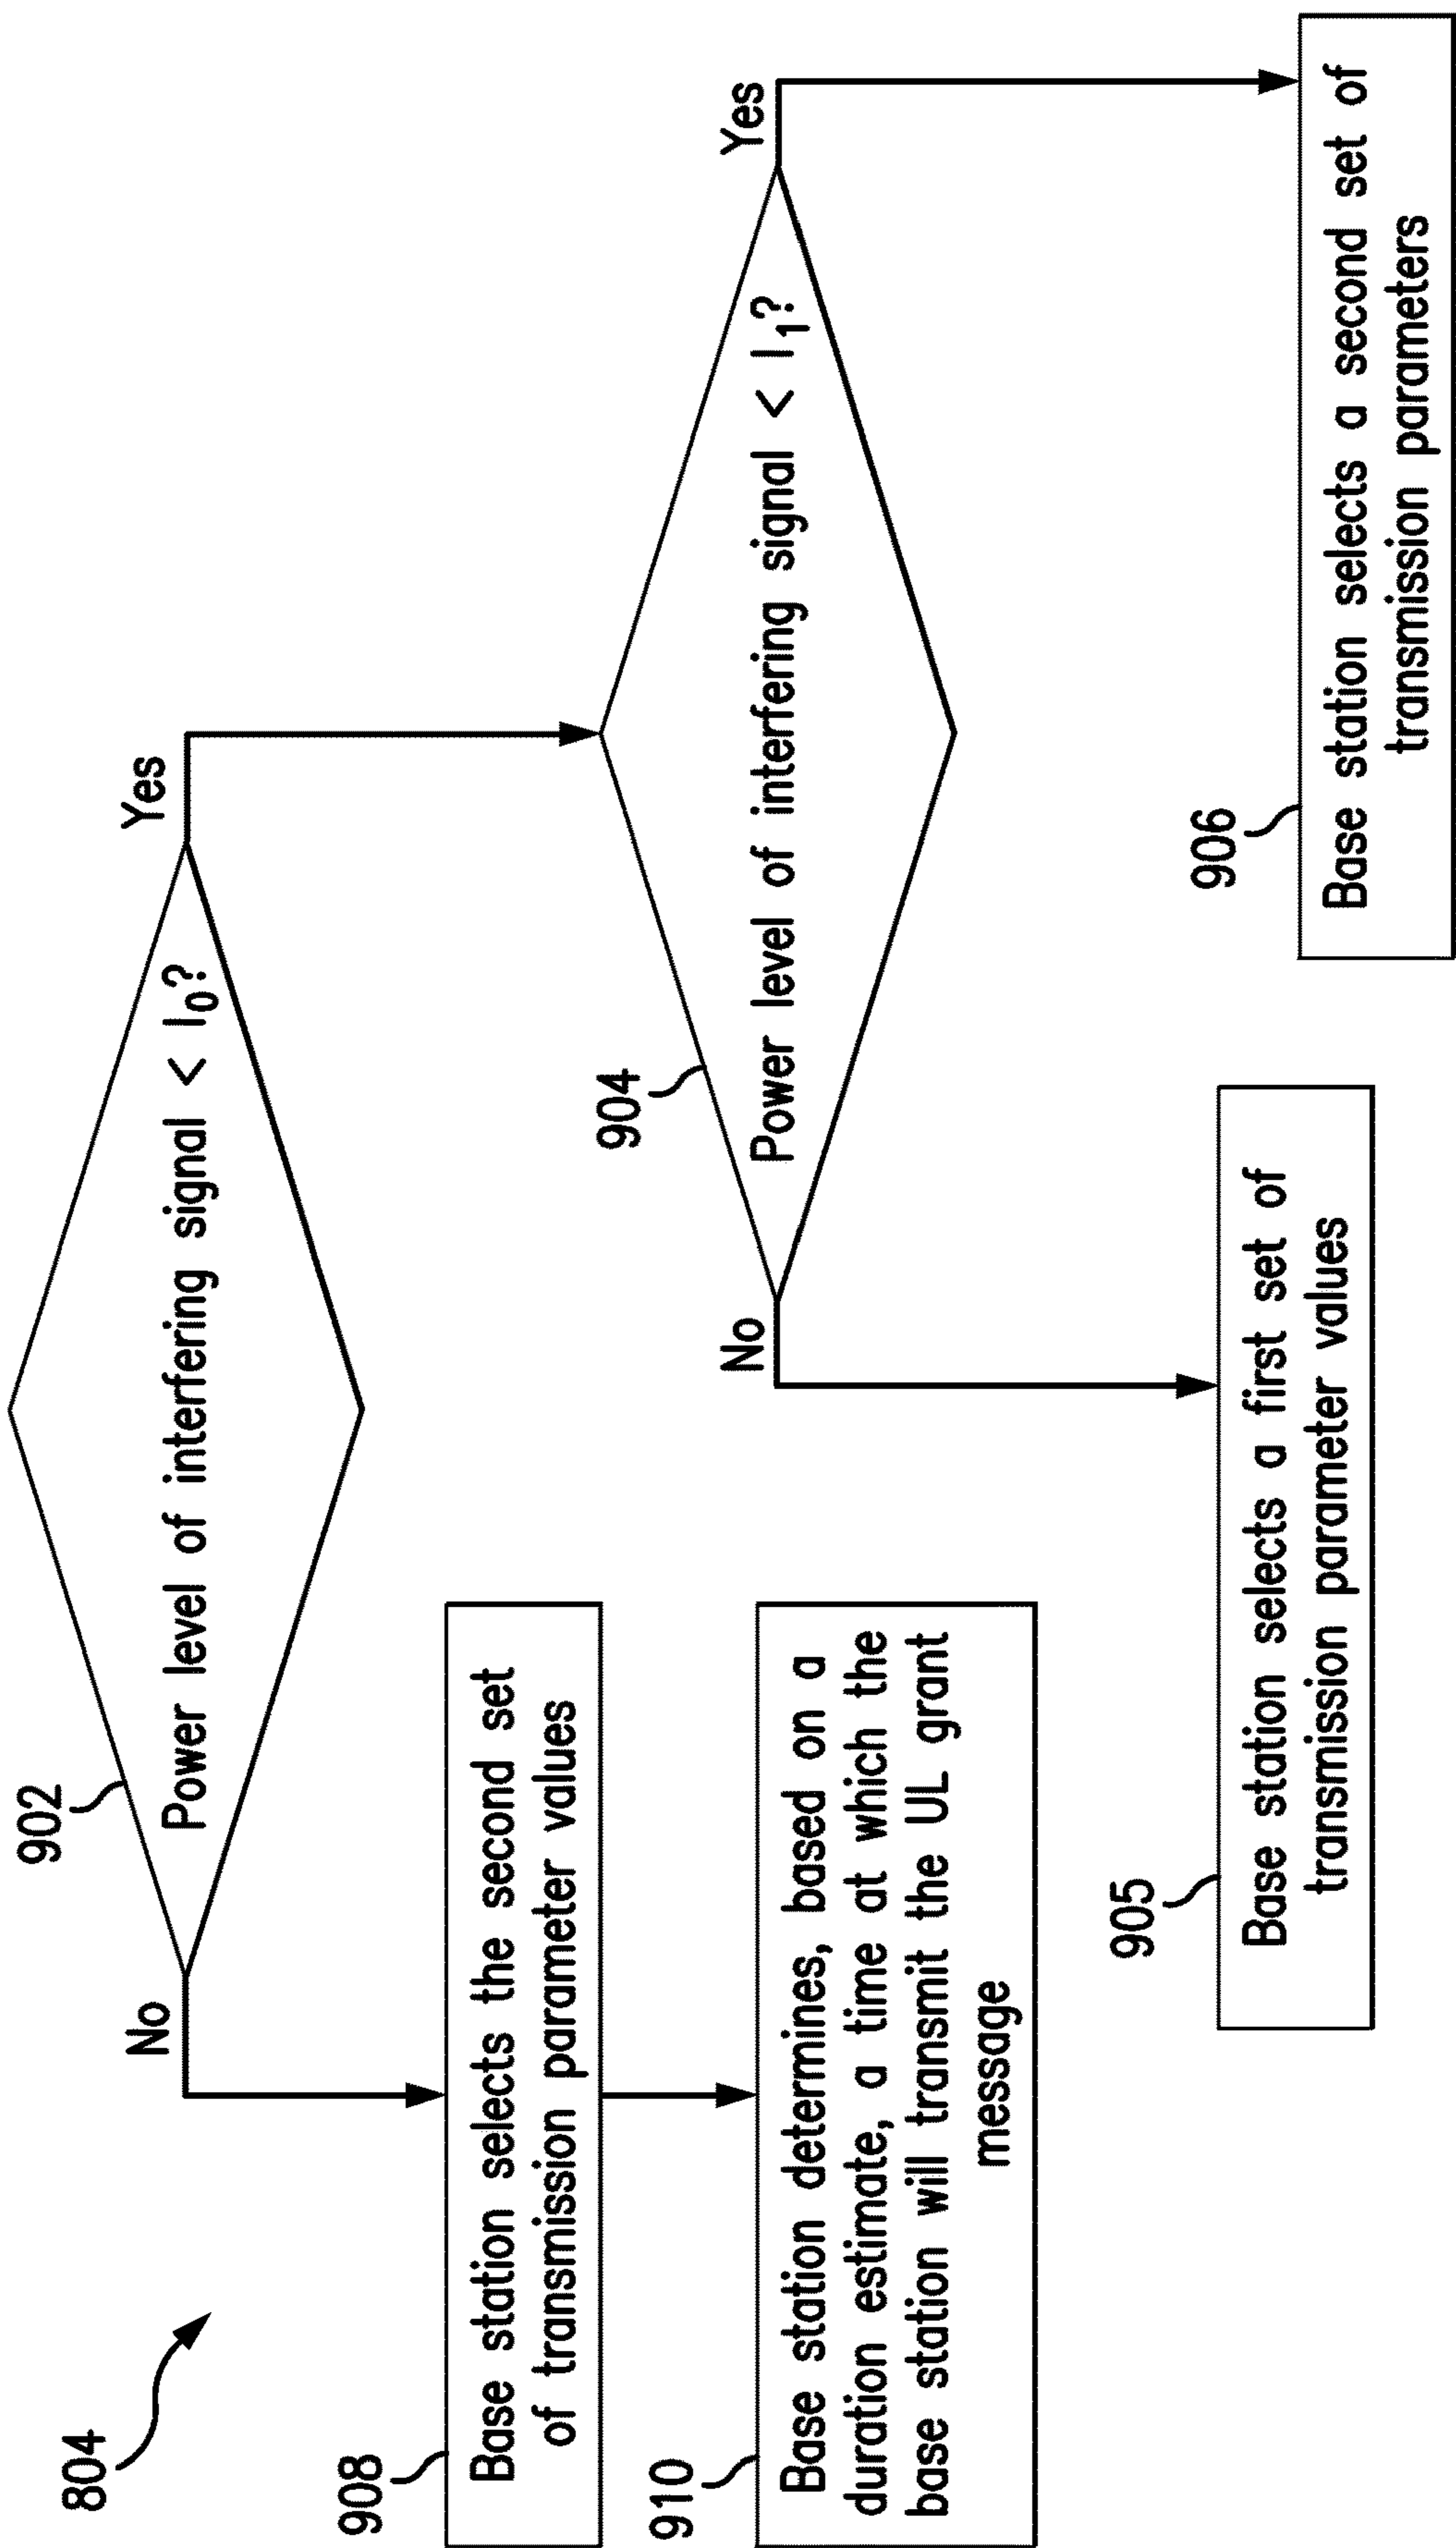 804
902
Power level of interfering signal < I0?
No
Yes
908
Base station selects the second set
of transmission parameter values
904
Power level of interfering signal < I1?
No
Yes
910
Base station determines, based on a
duration estimate, a time at which the
base station will transmit the UL grant
message
905
Base station selects a first set of
transmission parameter values
906
Base station selects a second set of
transmission parameters